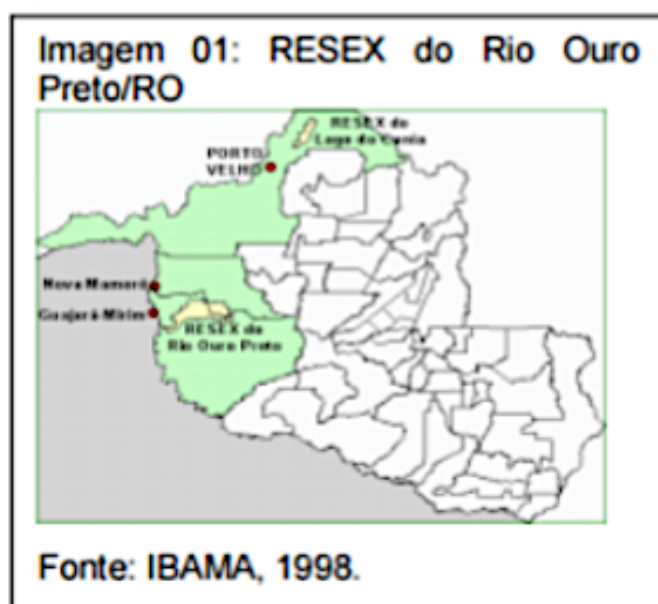 Imagem 01: RESEX do Rio Ouro
Preto/RO
RESEX do
Lago do Cuniã
PORTO
VELHO
Nova Mamoré
Guajará-Mirim
RESEX do
Rio Ouro Preto
Fonte: IBAMA, 1998.